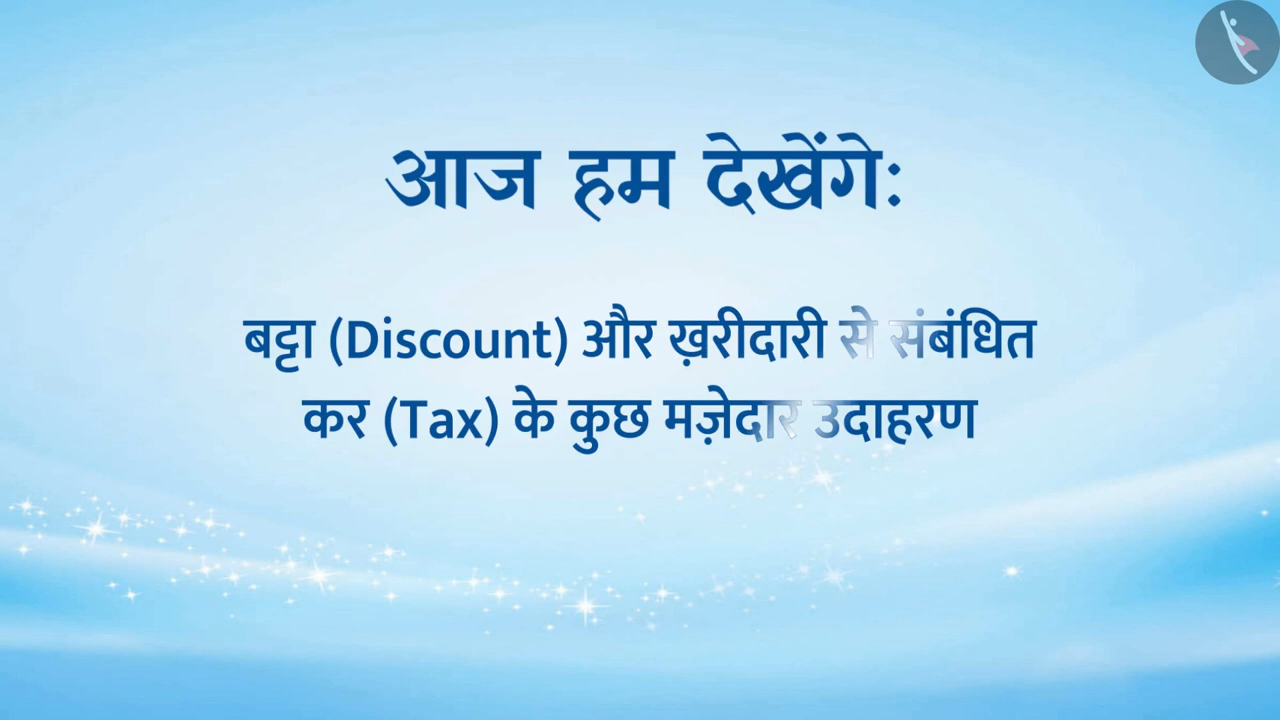 आज हम देखेंगे:
बट्टा (Discount) और ख़रीदारी से संबंधित
कर (Tax) के कुछ मज़ेदार उदाहरण